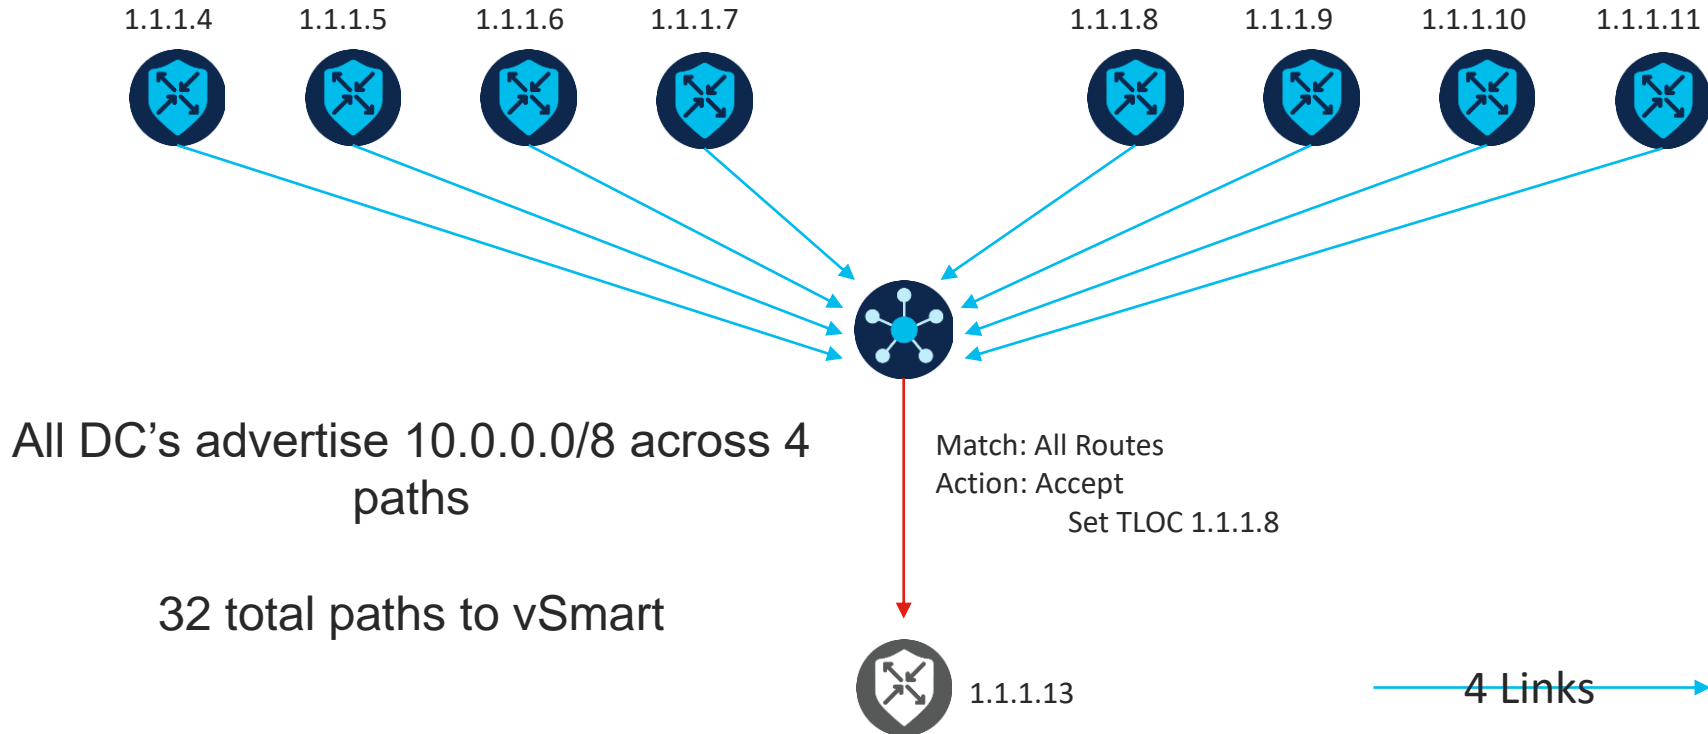 1.1.1.4
1.1.1.5
1.1.1.6
1.1.1.7
1.1.1.8
1.1.1.9
1.1.1.10
1.1.1.11
All DC's advertise 10.0.0.0/8 across 4
paths
32 total paths to vSmart
Match: All Routes
Action: Accept
Set TLOC 1.1.1.8
1.1.1.13
4 Links